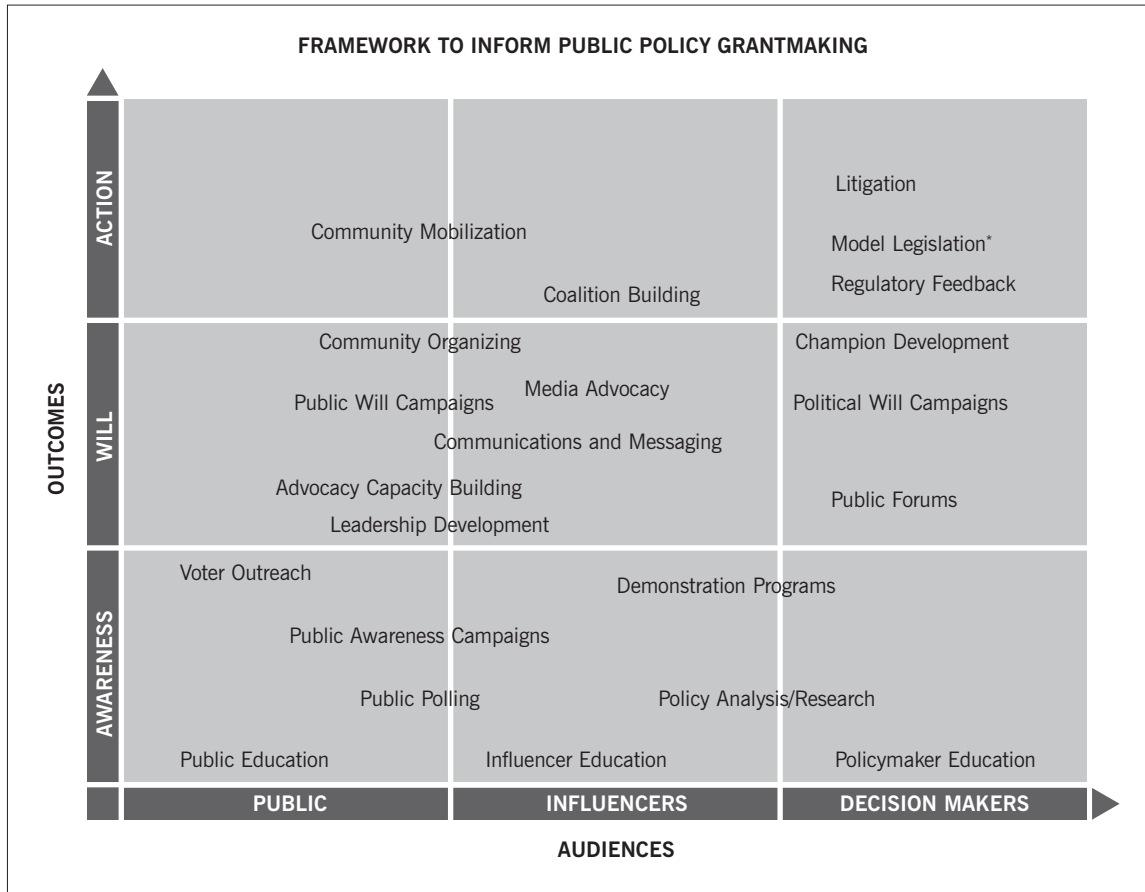 FRAMEWORK TO INFORM PUBLIC POLICY GRANTMAKING
OUTCOMES
ACTION
Litigation
Community Mobilization
Model Legislation*
Regulatory Feedback
Coalition Building
WILL
Community Organizing
Champion Development
Media Advocacy
Public Will Campaigns
Political Will Campaigns
Communications and Messaging
Advocacy Capacity Building
Public Forums
Leadership Development
AWARENESS
Voter Outreach
Demonstration Programs
Public Awareness Campaigns
Public Polling
Policy Analysis/Research
Public Education
Influencer Education
Policymaker Education
PUBLIC
INFLUENCERS
DECISION MAKERS
AUDIENCES